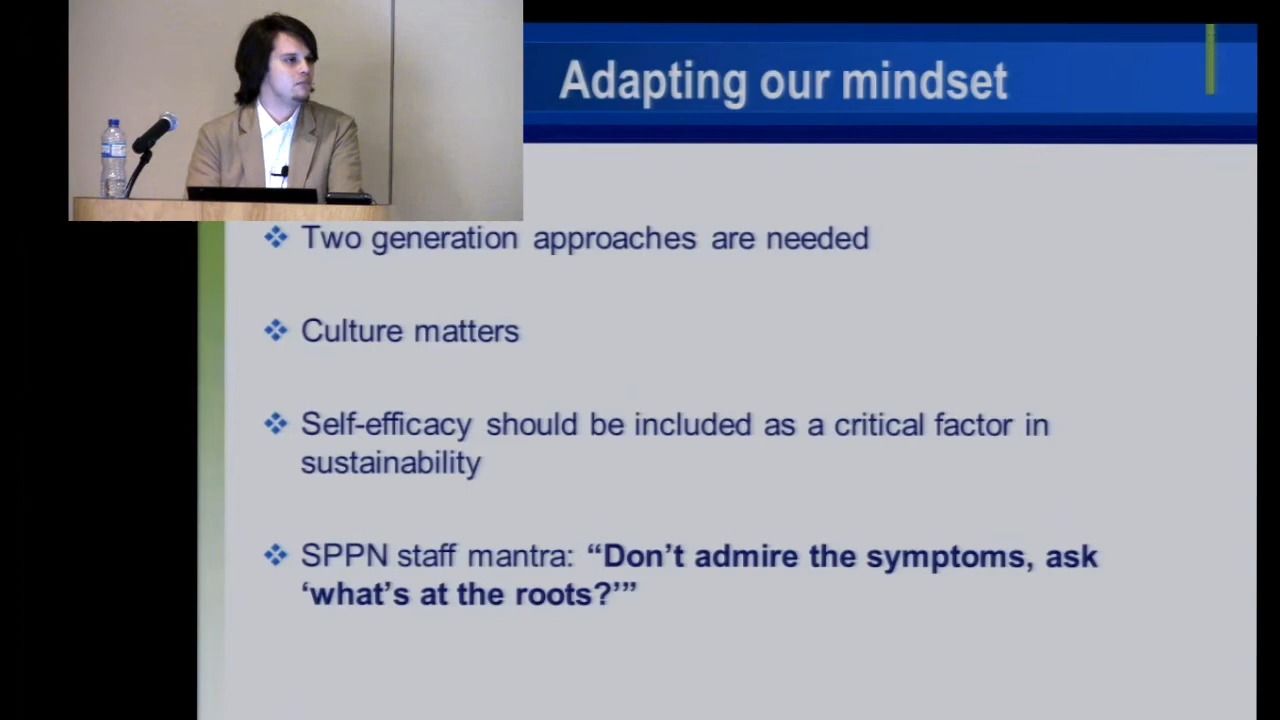 Adapting our mindset
Two generation approaches are needed
Culture matters
Self-efficacy should be included as a critical factor in
sustainability
SPPN staff mantra: “Don’t admire the symptoms, ask
‘what’s at the roots?’”